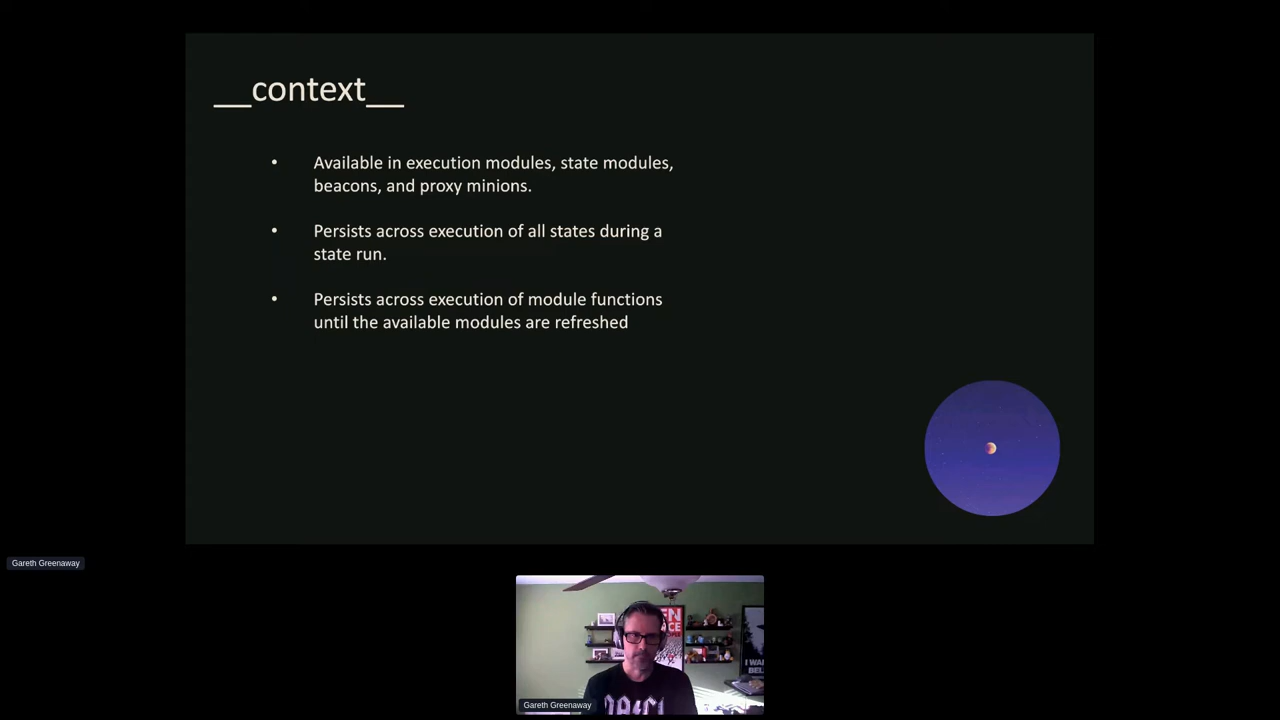 __context__
• Available in execution modules, state modules,
beacons, and proxy minions.
• Persists across execution of all states during a
state run.
• Persists across execution of module functions
until the available modules are refreshed
Gareth Greenaway
Gareth Greenaway